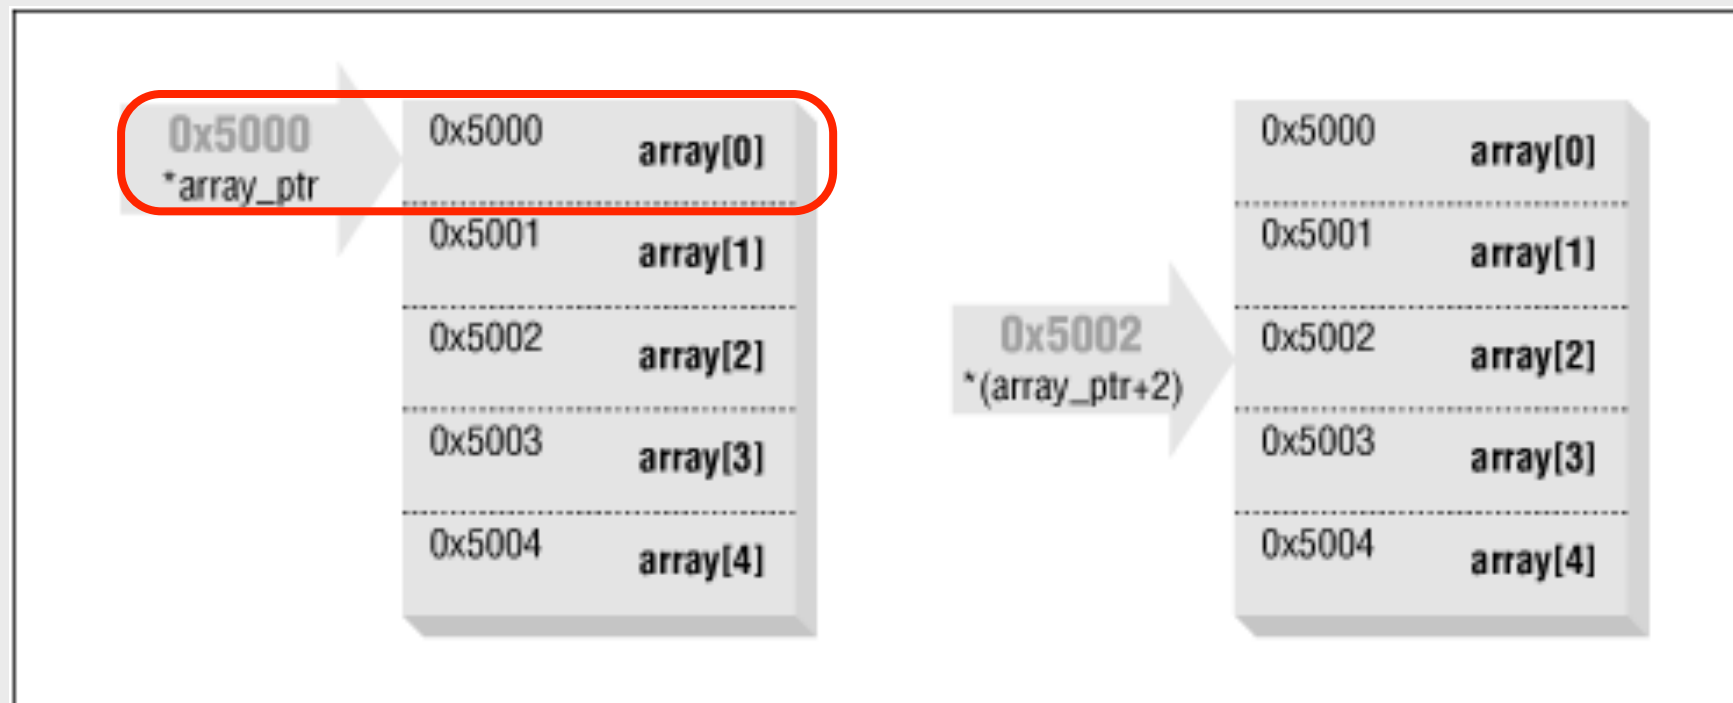 0x5000
*array_ptr
0x5000 array[0]
0x5001 array[1]
0x5002 array[2]
0x5003 array[3]
0x5004 array[4]
0x5002
*(array_ptr+2)
0x5000 array[0]
0x5001 array[1]
0x5002 array[2]
0x5003 array[3]
0x5004 array[4]